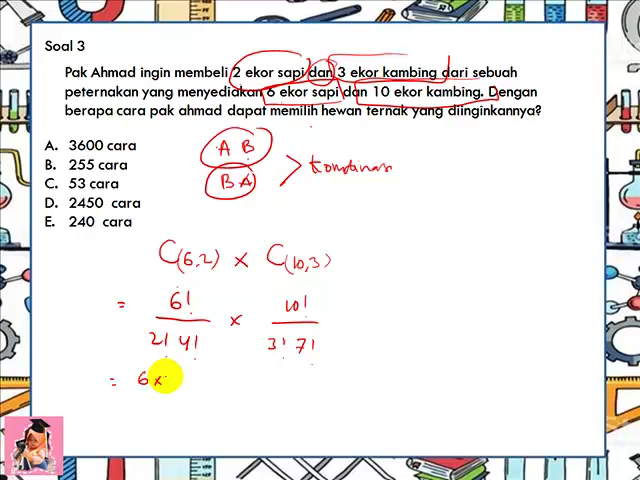 Soal 3
Pak Ahmad ingin membeli 2 ekor sapi dan 3 ekor kambing dari sebuah
peternakan yang menyediakan 6 ekor sapi dan 10 ekor kambing. Dengan
berapa cara pak ahmad dapat memilih hewan ternak yang diinginkannya?
A. 3600 cara
B. 255 cara
C. 53 cara
D. 2450 cara
E. 240 cara
A B
B A
> Kombinasi
C(6,2) × C(10,3)
= 6!/2! 4! × 10!/3! 7!
= 6 ×